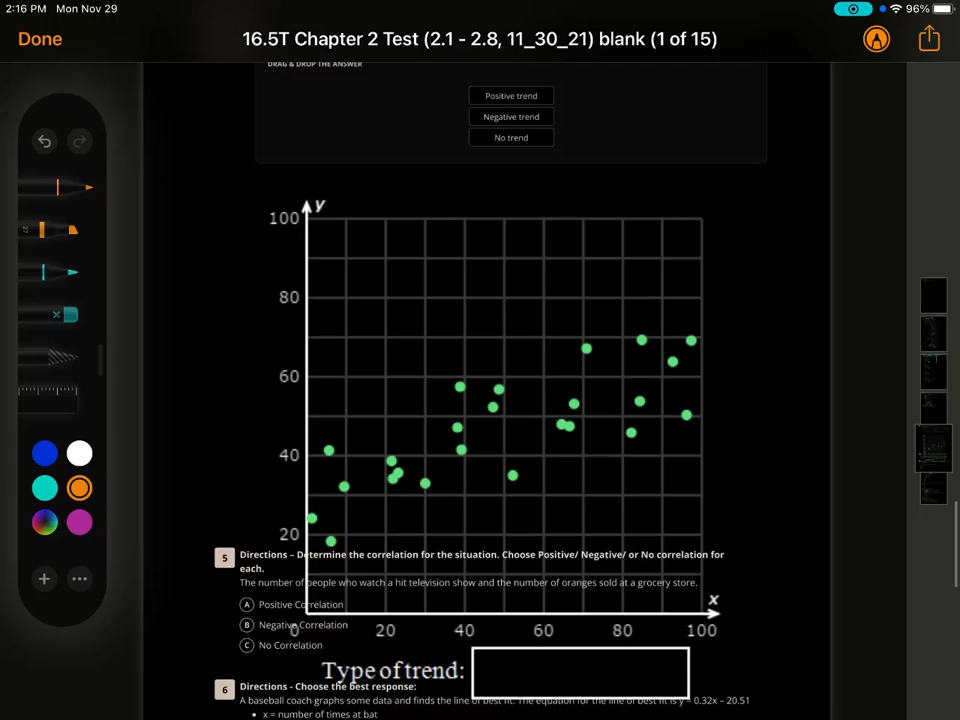 2:16 PM Mon Nov 29
96%
Done
16.5T Chapter 2 Test (2.1 - 2.8, 11_30_21) blank (1 of 15)
DRAG & DROP THE ANSWER
Positive trend
Negative trend
No trend
y
100
80
60
40
20
0 20 40 60 80 100
x
Type of trend:
5 Directions – Determine the correlation for the situation. Choose Positive/ Negative/ or No correlation for
each.
The number of people who watch a hit television show and the number of oranges sold at a grocery store.
A Positive Correlation
B Negative Correlation
C No Correlation
6 Directions - Choose the best response:
A baseball coach graphs some data and finds the line of best fit. The equation for the line of best fit is y = 0.32x – 20.51
• x = number of times at bat